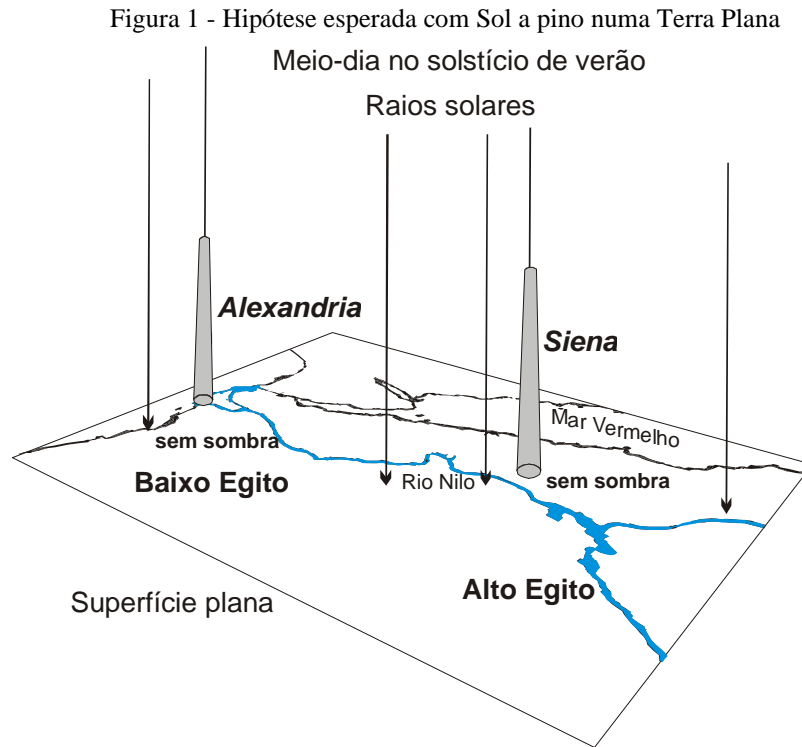 Figura 1 - Hipótese esperada com Sol a pino numa Terra Plana
Meio-dia no solstício de verão
Raios solares
Alexandria
Siena
Mar Vermelho
sem sombra
Baixo Egito
Rio Nilo
sem sombra
Alto Egito
Superfície plana